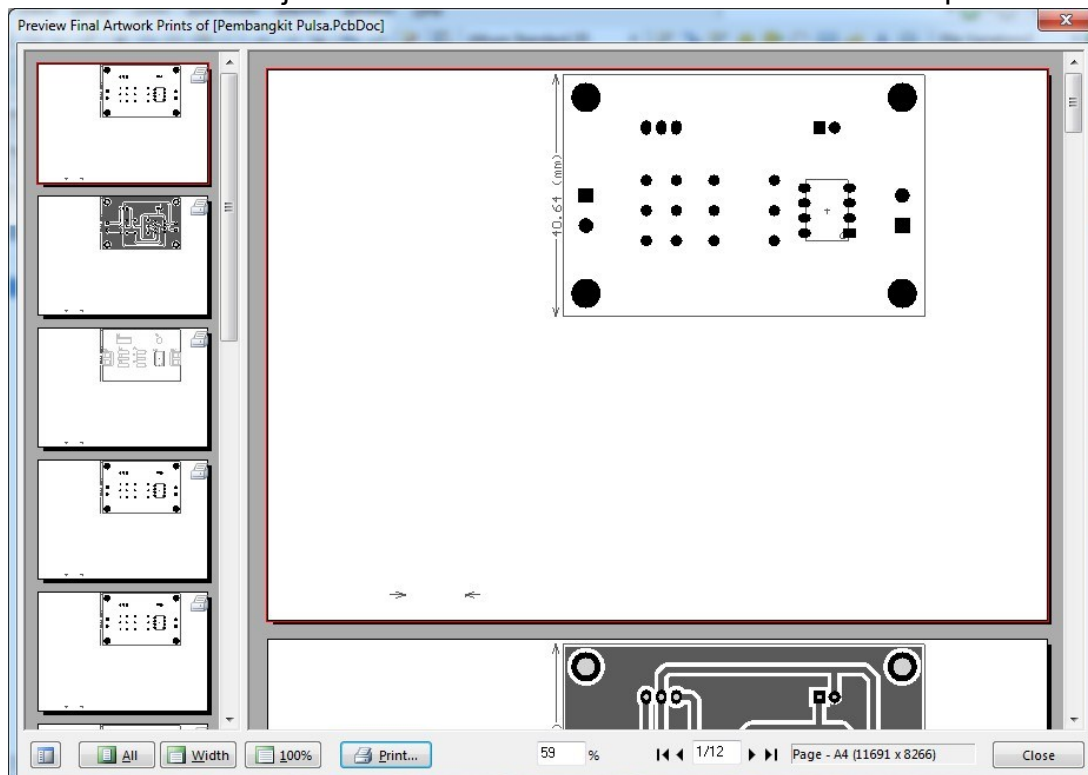 Preview Final Artwork Prints of [Pembangkit Pulsa.PcbDoc]
40.64 (mm)
All
Width
100%
Print...
59 %
1/12
Page - A4 (11691 x 8266)
Close